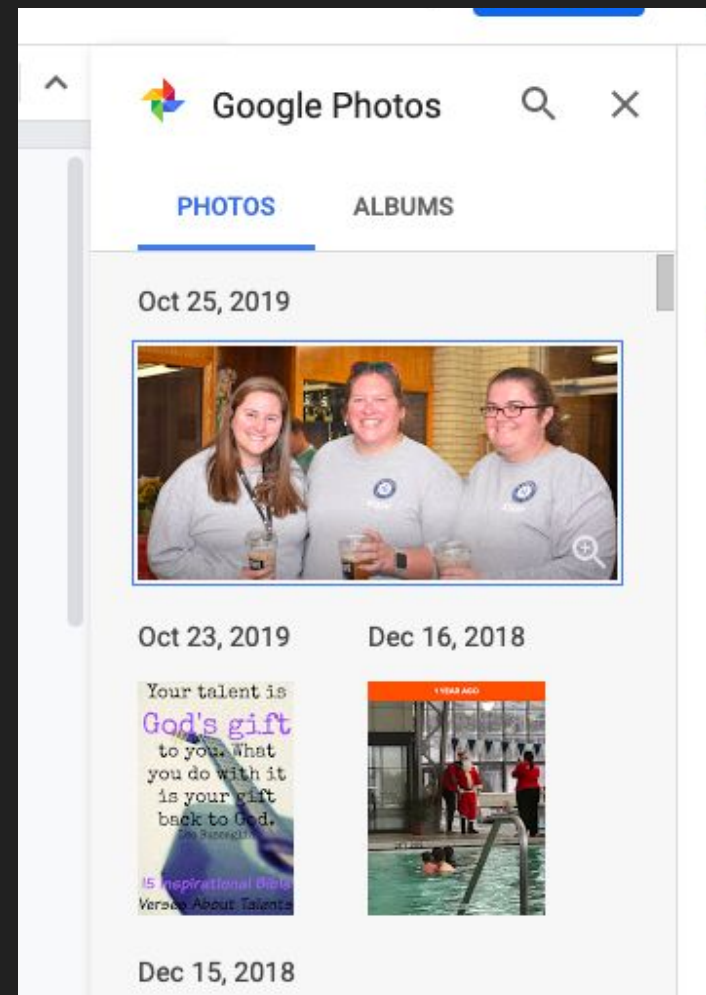 Google Photos
PHOTOS ALBUMS
Oct 25, 2019
Oct 23, 2019
Dec 16, 2018
Your talent is
God's gift
to you. What
you do with it
is your gift
back to God.
15 Inspirational Bible
Verses About Talents
1 YEAR AGO
Dec 15, 2018